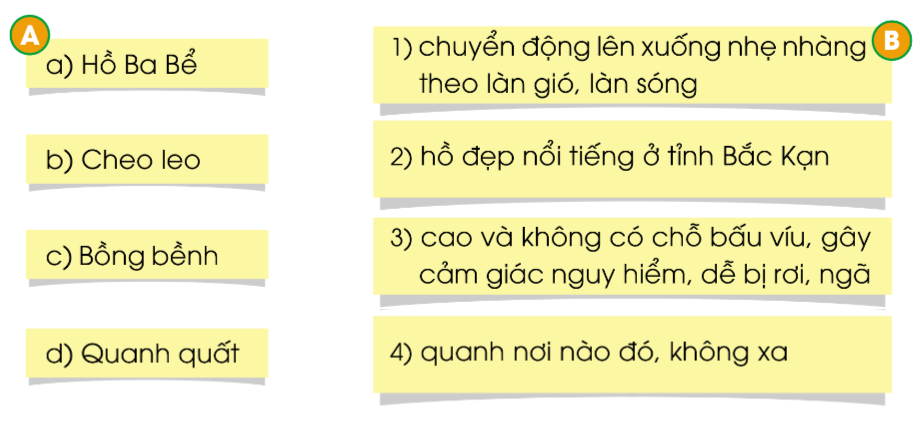 A
a) Hồ Ba Bể
b) Cheo leo
c) Bồng bềnh
d) Quanh quất
B
1) chuyển động lên xuống nhẹ nhàng
theo làn gió, làn sóng
2) hồ đẹp nổi tiếng ở tỉnh Bắc Kạn
3) cao và không có chỗ bấu víu, gây
cảm giác nguy hiểm, dễ bị rơi, ngã
4) quanh nơi nào đó, không xa